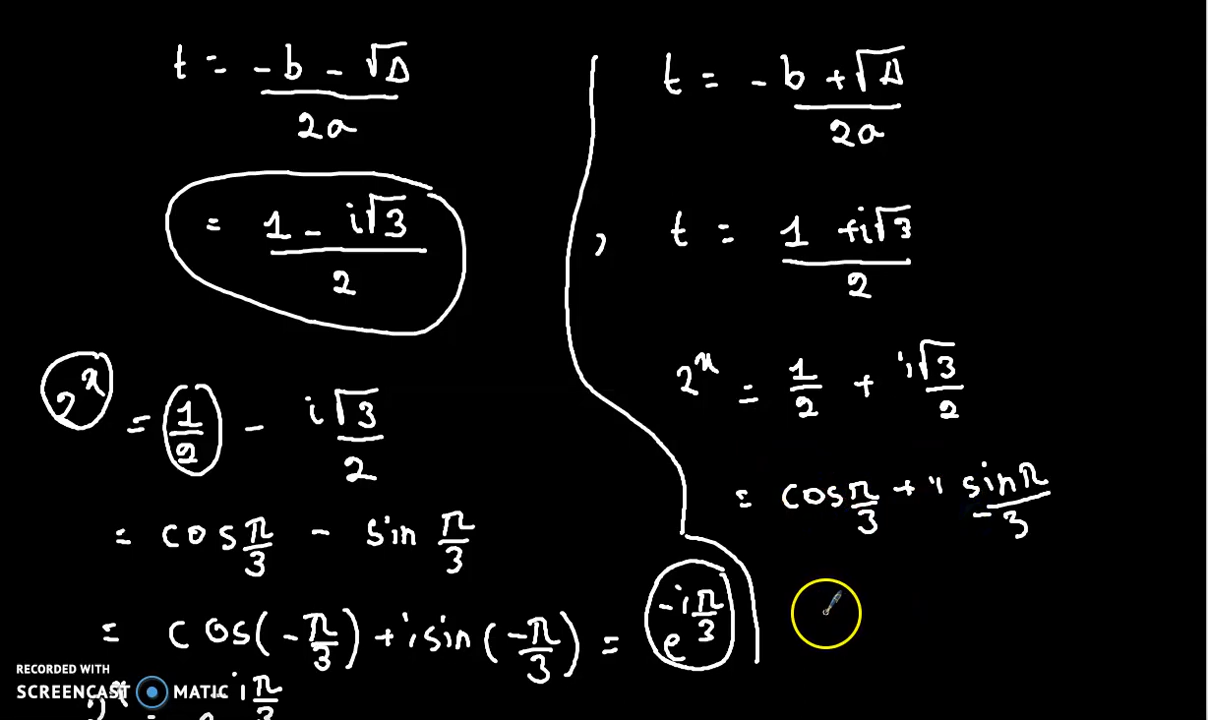 t = -b - √Δ / 2a
= 1 - i√3 / 2
2^x = 1/2 - i√3/2
= cos π/3 - sin π/3
= cos(-π/3) + i sin(-π/3) = e^(-iπ/3)
, t = -b + √Δ / 2a
t = 1 + i√3 / 2
2^x = 1/2 + i√3/2
= cos π/3 + i sin π/3
RECORDED WITH
SCREENCAST MATIC